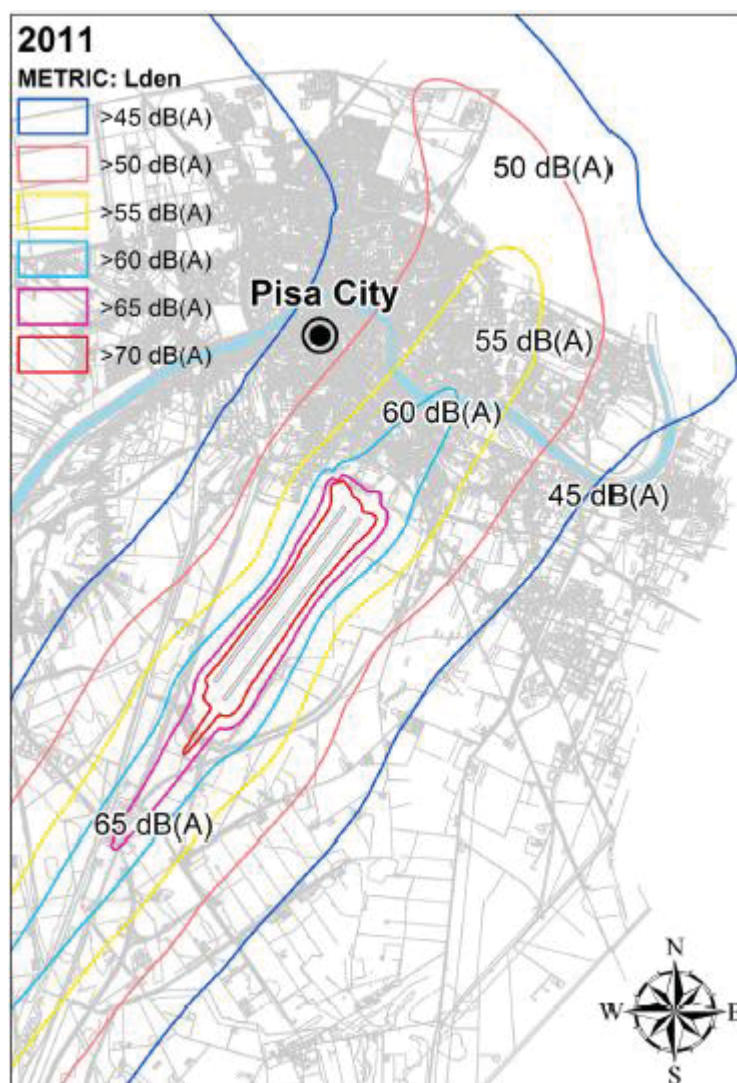 2011
METRIC: Lden
>45 dB(A)
>50 dB(A)
>55 dB(A)
>60 dB(A)
>65 dB(A)
>70 dB(A)
50 dB(A)
Pisa City
55 dB(A)
60 dB(A)
45 dB(A)
65 dB(A)
N
W
E
S